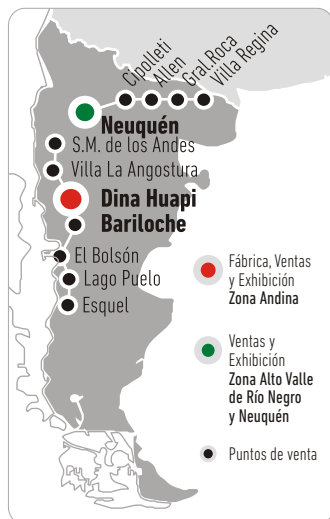 Cipolleti
Allen
Gral.Roca
Villa Regina
Neuquén
S.M. de los Andes
Villa La Angostura
Dina Huapi
Bariloche
El Bolsón
Lago Puelo
Esquel
Fábrica, Ventas
y Exhibición
Zona Andina
Ventas y
Exhibición
Zona Alto Valle
de Río Negro
y Neuquén
Puntos de venta